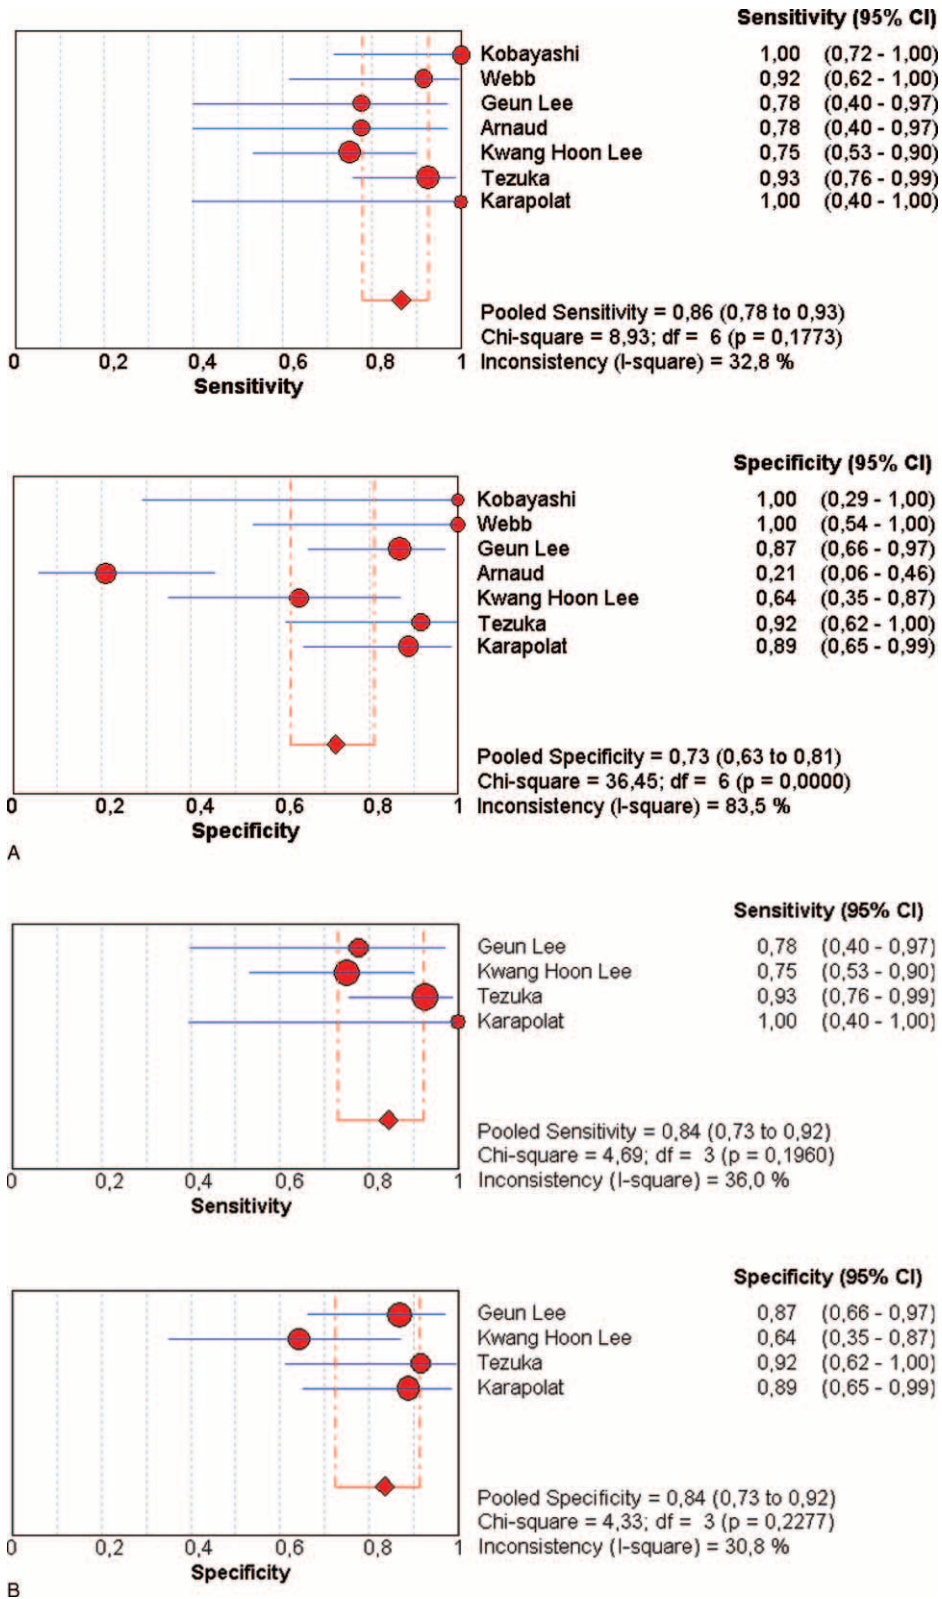 Sensitivity (95% CI)
Kobayashi 1,00 (0,72 - 1,00)
Webb 0,92 (0,62 - 1,00)
Geun Lee 0,78 (0,40 - 0,97)
Arnaud 0,78 (0,40 - 0,97)
Kwang Hoon Lee 0,75 (0,53 - 0,90)
Tezuka 0,93 (0,76 - 0,99)
Karapolat 1,00 (0,40 - 1,00)
Pooled Sensitivity = 0,86 (0,78 to 0,93)
Chi-square = 8,93; df = 6 (p = 0,1773)
Inconsistency (I-square) = 32,8 %
0 0,2 0,4 0,6 0,8 1
Sensitivity
Specificity (95% CI)
Kobayashi 1,00 (0,29 - 1,00)
Webb 1,00 (0,54 - 1,00)
Geun Lee 0,87 (0,66 - 0,97)
Arnaud 0,21 (0,06 - 0,46)
Kwang Hoon Lee 0,64 (0,35 - 0,87)
Tezuka 0,92 (0,62 - 1,00)
Karapolat 0,89 (0,65 - 0,99)
Pooled Specificity = 0,73 (0,63 to 0,81)
Chi-square = 36,45; df = 6 (p = 0,0000)
Inconsistency (I-square) = 83,5 %
0 0,2 0,4 0,6 0,8 1
Specificity
A
Sensitivity (95% CI)
Geun Lee 0,78 (0,40 - 0,97)
Kwang Hoon Lee 0,75 (0,53 - 0,90)
Tezuka 0,93 (0,76 - 0,99)
Karapolat 1,00 (0,40 - 1,00)
Pooled Sensitivity = 0,84 (0,73 to 0,92)
Chi-square = 4,69; df = 3 (p = 0,1960)
Inconsistency (I-square) = 36,0 %
0 0,2 0,4 0,6 0,8 1
Sensitivity
Specificity (95% CI)
Geun Lee 0,87 (0,66 - 0,97)
Kwang Hoon Lee 0,64 (0,35 - 0,87)
Tezuka 0,92 (0,62 - 1,00)
Karapolat 0,89 (0,65 - 0,99)
Pooled Specificity = 0,84 (0,73 to 0,92)
Chi-square = 4,33; df = 3 (p = 0,2277)
Inconsistency (I-square) = 30,8 %
0 0,2 0,4 0,6 0,8 1
Specificity
B